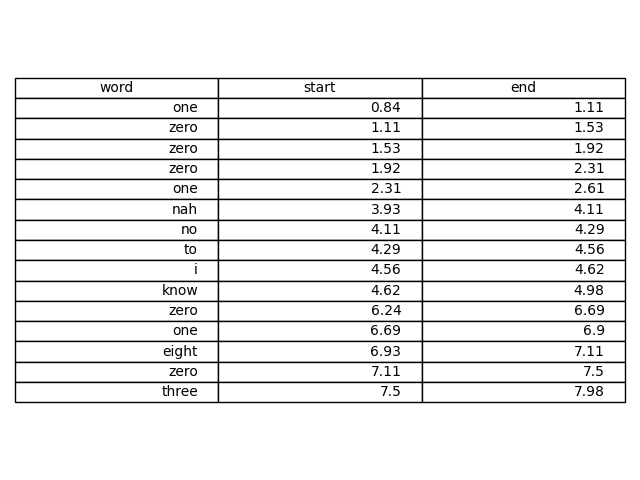 word start end
one 0.84 1.11
zero 1.11 1.53
zero 1.53 1.92
zero 1.92 2.31
one 2.31 2.61
nah 3.93 4.11
no 4.11 4.29
to 4.29 4.56
i 4.56 4.62
know 4.62 4.98
zero 6.24 6.69
one 6.69 6.9
eight 6.93 7.11
zero 7.11 7.5
three 7.5 7.98